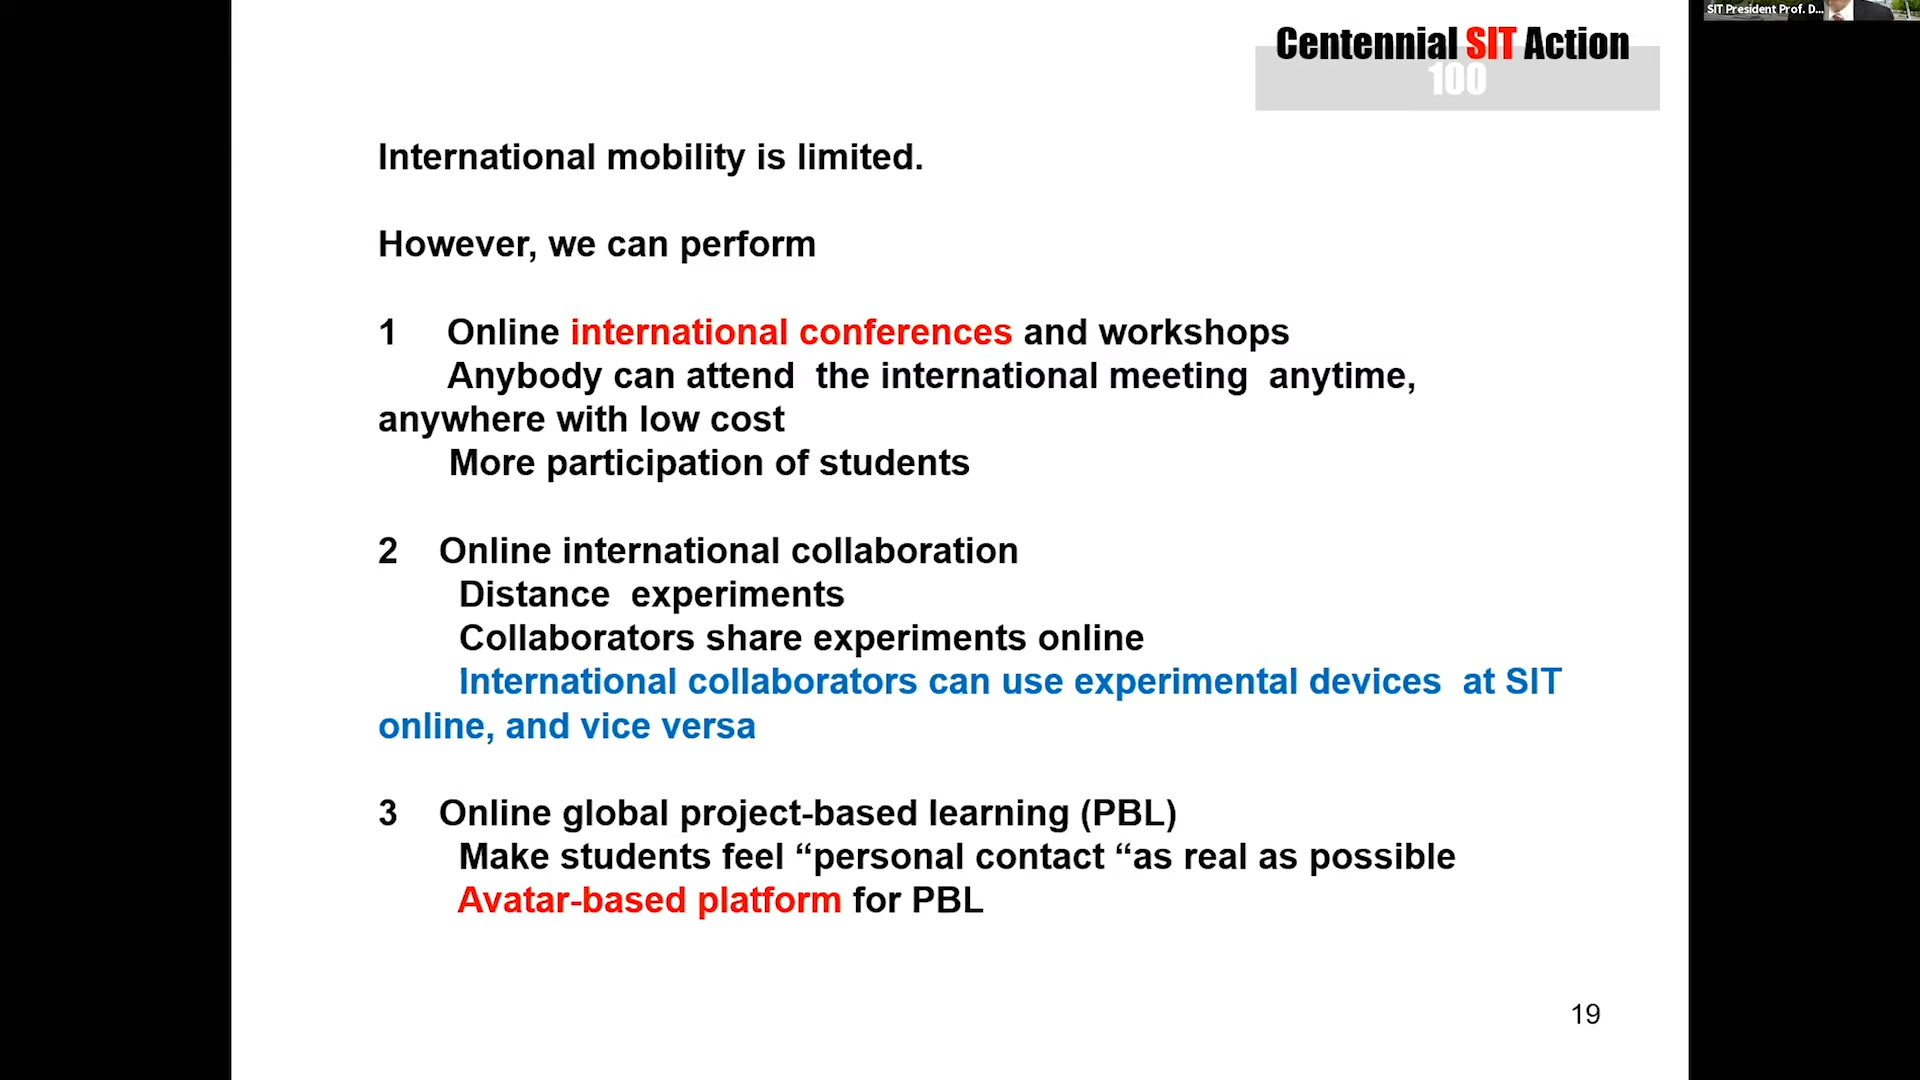 SIT President Prof. D...
Centennial SIT Action
100
International mobility is limited.
However, we can perform
1 Online international conferences and workshops
Anybody can attend the international meeting anytime,
anywhere with low cost
More participation of students
2 Online international collaboration
Distance experiments
Collaborators share experiments online
International collaborators can use experimental devices at SIT
online, and vice versa
3 Online global project-based learning (PBL)
Make students feel “personal contact “as real as possible
Avatar-based platform for PBL
19